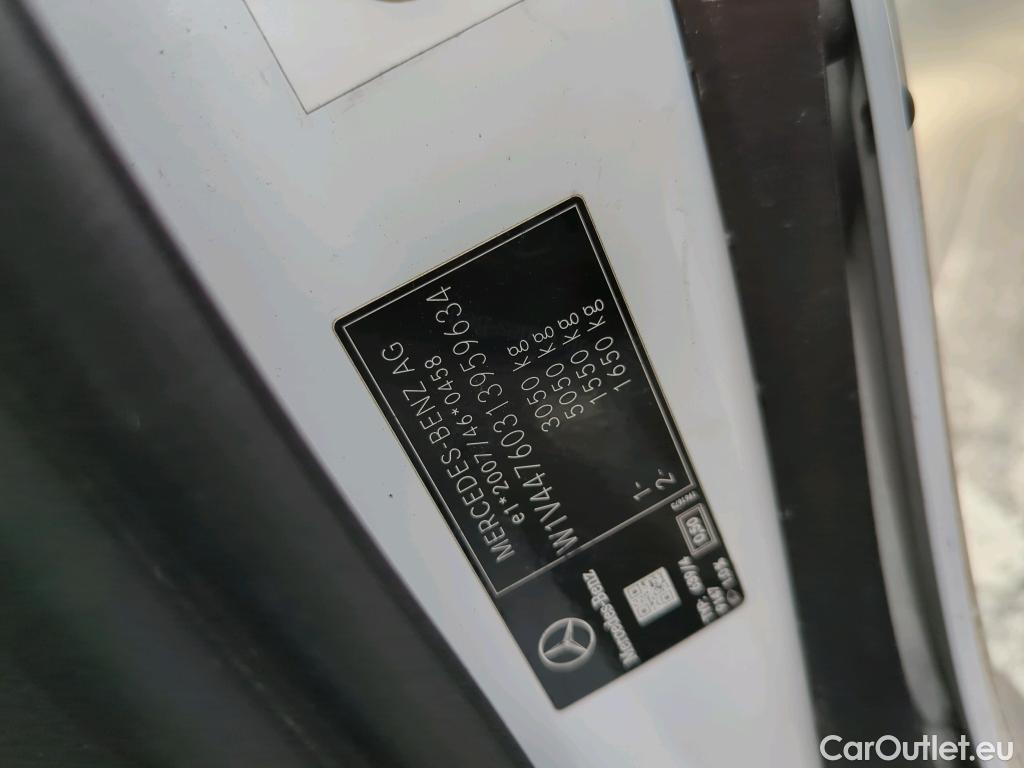 MERCEDES-BENZ AG
e1*2007/46*0458
W1V44760313959634
3050 kg
5050 kg
1- 1550 kg
2- 1650 kg
Mercedes-Benz
0.50
CarOutlet.eu